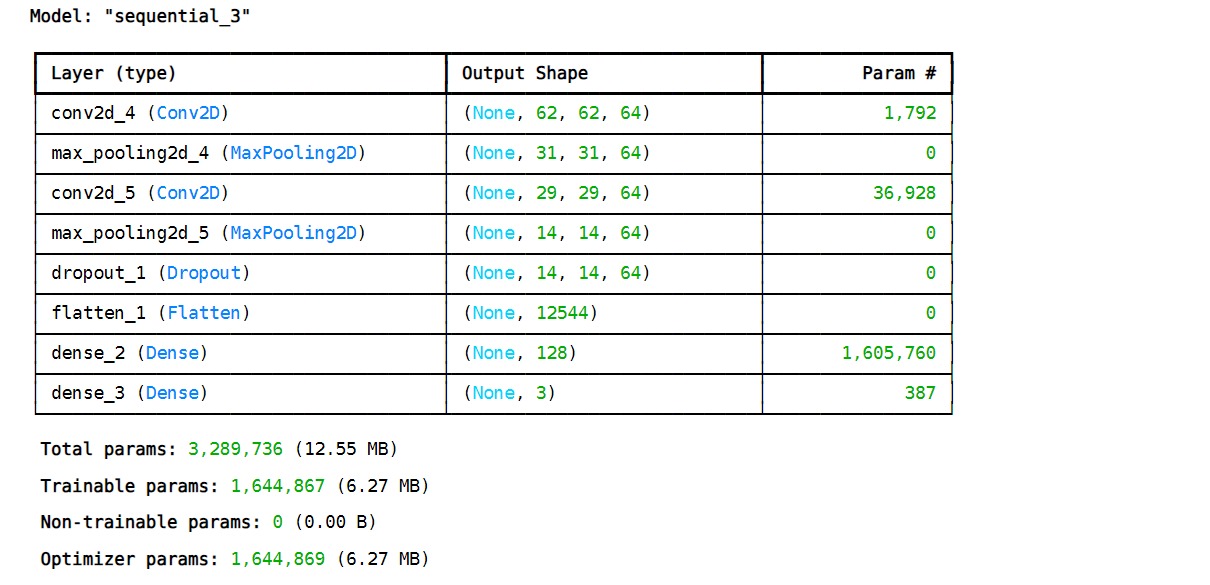 Model: "sequential_3"
Layer (type) Output Shape Param #
conv2d_4 (Conv2D) (None, 62, 62, 64) 1,792
max_pooling2d_4 (MaxPooling2D) (None, 31, 31, 64) 0
conv2d_5 (Conv2D) (None, 29, 29, 64) 36,928
max_pooling2d_5 (MaxPooling2D) (None, 14, 14, 64) 0
dropout_1 (Dropout) (None, 14, 14, 64) 0
flatten_1 (Flatten) (None, 12544) 0
dense_2 (Dense) (None, 128) 1,605,760
dense_3 (Dense) (None, 3) 387
Total params: 3,289,736 (12.55 MB)
Trainable params: 1,644,867 (6.27 MB)
Non-trainable params: 0 (0.00 B)
Optimizer params: 1,644,869 (6.27 MB)